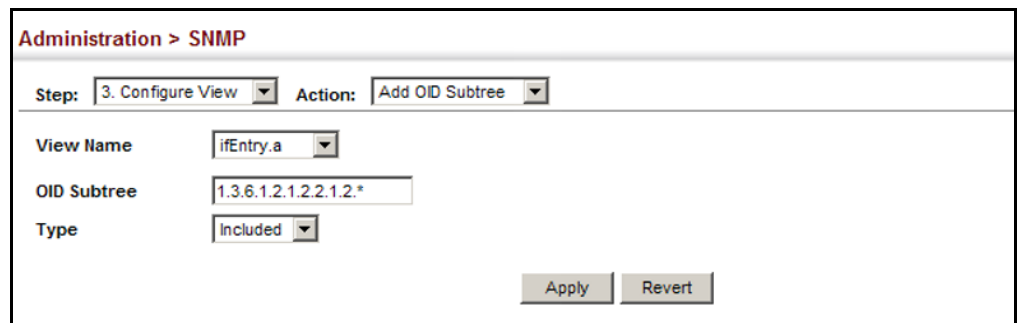 Administration > SNMP
Step: 3. Configure View Action: Add OID Subtree
View Name ifEntry.a
OID Subtree 1.3.6.1.2.1.2.2.1.2.*
Type Included
Apply Revert